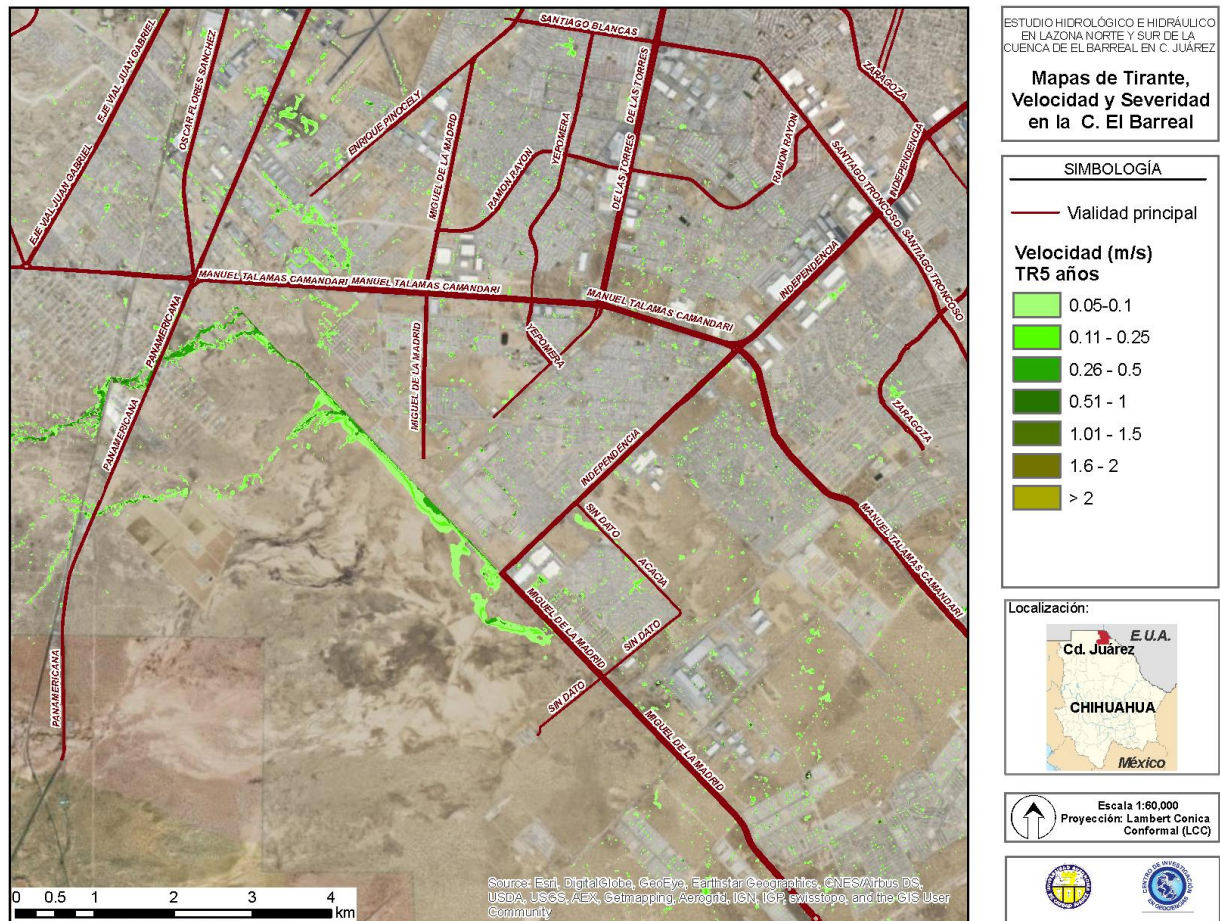 SANTIAGO BLANCAS
EJE VIAL JUAN GABRIEL
OSCAR FLORES SANCHEZ
ENRIQUE PINOCELY
MIGUEL DE LA MADRID
RAMON RAYON
YEPOMERA
DE LAS TORRES
DE LAS TORRES
ZARAGOZA
INDEPENDENCIA
RAMON RAYON
SANTIAGO TRONCOSO
SANTIAGO TRONCOSO
EJE VIAL JUAN GABRIEL
INDEPENDENCIA
MANUEL TALAMAS CAMANDARI
MANUEL TALAMAS CAMANDARI
MANUEL TALAMAS CAMANDARI
PANAMERICANA
MIGUEL DE LA MADRID
YEPOMERA
ZARAGOZA
PANAMERICANA
INDEPENDENCIA
SIN DATO
ACACIA
MANUEL TALAMAS CAMANDARI
MIGUEL DE LA MADRID
SIN DATO
SIN DATO
PANAMERICANA
MIGUEL DE LA MADRID
0 0.5 1 2 3 4
km
Source: Esri, DigitalGlobe, GeoEye, Earthstar Geographics, CNES/Airbus DS,
USDA, USGS, AEX, Getmapping, Aerogrid, IGN, IGP, swisstopo, and the GIS User
Community
ESTUDIO HIDROLÓGICO E HIDRÁULICO
EN LAZONA NORTE Y SUR DE LA
CUENCA DE EL BARREAL EN C. JUÁREZ
Mapas de Tirante,
Velocidad y Severidad
en la C. El Barreal
SIMBOLOGÍA
Vialidad principal
Velocidad (m/s)
TR5 años
0.05-0.1
0.11 - 0.25
0.26 - 0.5
0.51 - 1
1.01 - 1.5
1.6 - 2
> 2
Localización:
E.U.A.
Cd. Juárez
CHIHUAHUA
México
Escala 1:60,000
Proyección: Lambert Conica
Conformal (LCC)
CENTRO DE INVESTIGACIÓN
EN GEOCIENCIAS